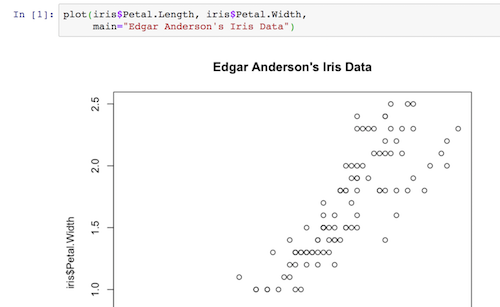 In [1]: plot(iris$Petal.Length, iris$Petal.Width,
main="Edgar Anderson's Iris Data")
Edgar Anderson's Iris Data
2.5
2.0
1.5
1.0
iris$Petal.Width